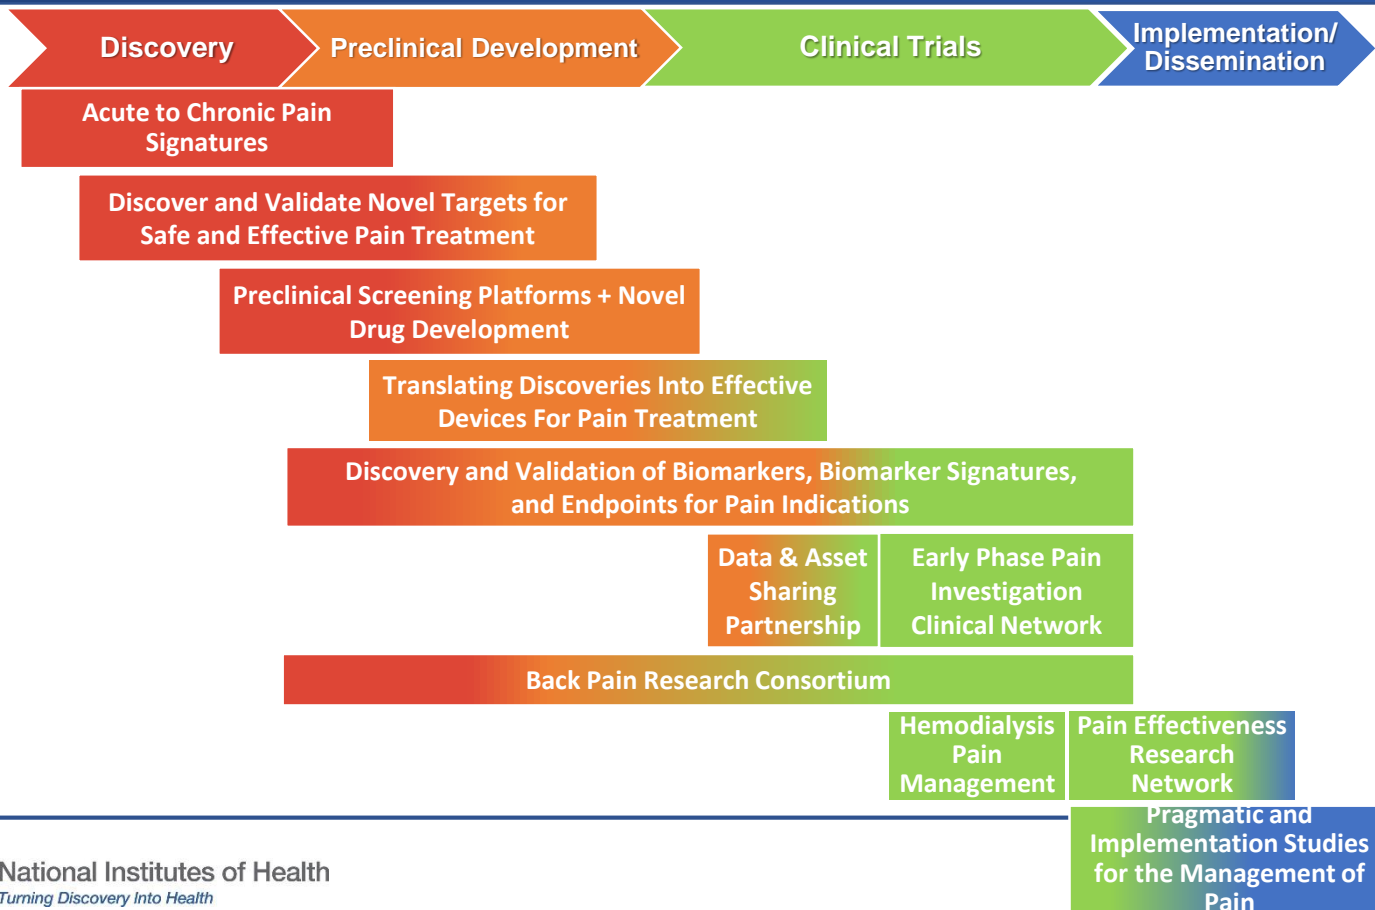 Discovery
Preclinical Development
Clinical Trials
Implementation/
Dissemination
Acute to Chronic Pain
Signatures
Discover and Validate Novel Targets for
Safe and Effective Pain Treatment
Preclinical Screening Platforms + Novel
Drug Development
Translating Discoveries Into Effective
Devices For Pain Treatment
Discovery and Validation of Biomarkers, Biomarker Signatures,
and Endpoints for Pain Indications
Data & Asset
Sharing
Partnership
Early Phase Pain
Investigation
Clinical Network
Back Pain Research Consortium
Hemodialysis
Pain
Management
Pain Effectiveness
Research
Network
Pragmatic and
Implementation Studies
for the Management of
Pain
National Institutes of Health
Turning Discovery Into Health